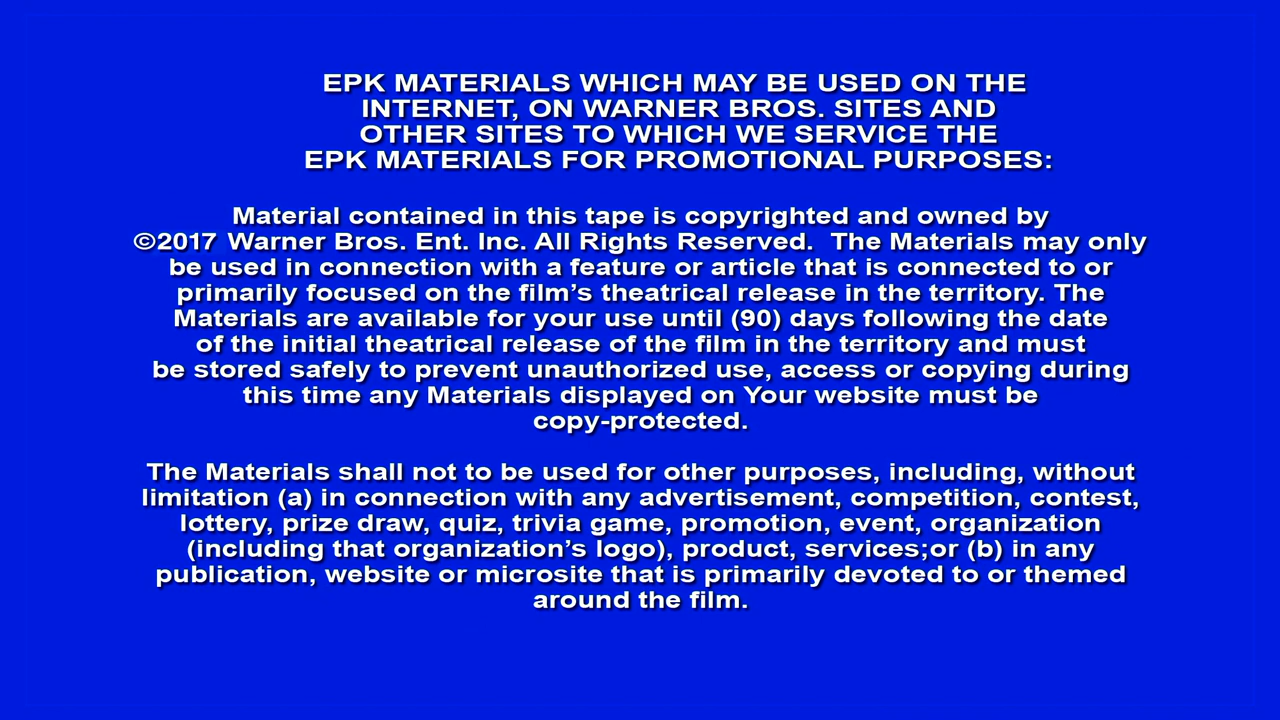 EPK MATERIALS WHICH MAY BE USED ON THE
INTERNET, ON WARNER BROS. SITES AND
OTHER SITES TO WHICH WE SERVICE THE
EPK MATERIALS FOR PROMOTIONAL PURPOSES:
Material contained in this tape is copyrighted and owned by
©2017 Warner Bros. Ent. Inc. All Rights Reserved.  The Materials may only
be used in connection with a feature or article that is connected to or
primarily focused on the film’s theatrical release in the territory. The
Materials are available for your use until (90) days following the date
of the initial theatrical release of the film in the territory and must
be stored safely to prevent unauthorized use, access or copying during
this time any Materials displayed on Your website must be
copy-protected.
The Materials shall not to be used for other purposes, including, without
limitation (a) in connection with any advertisement, competition, contest,
lottery, prize draw, quiz, trivia game, promotion, event, organization
(including that organization’s logo), product, services;or (b) in any
publication, website or microsite that is primarily devoted to or themed
around the film.